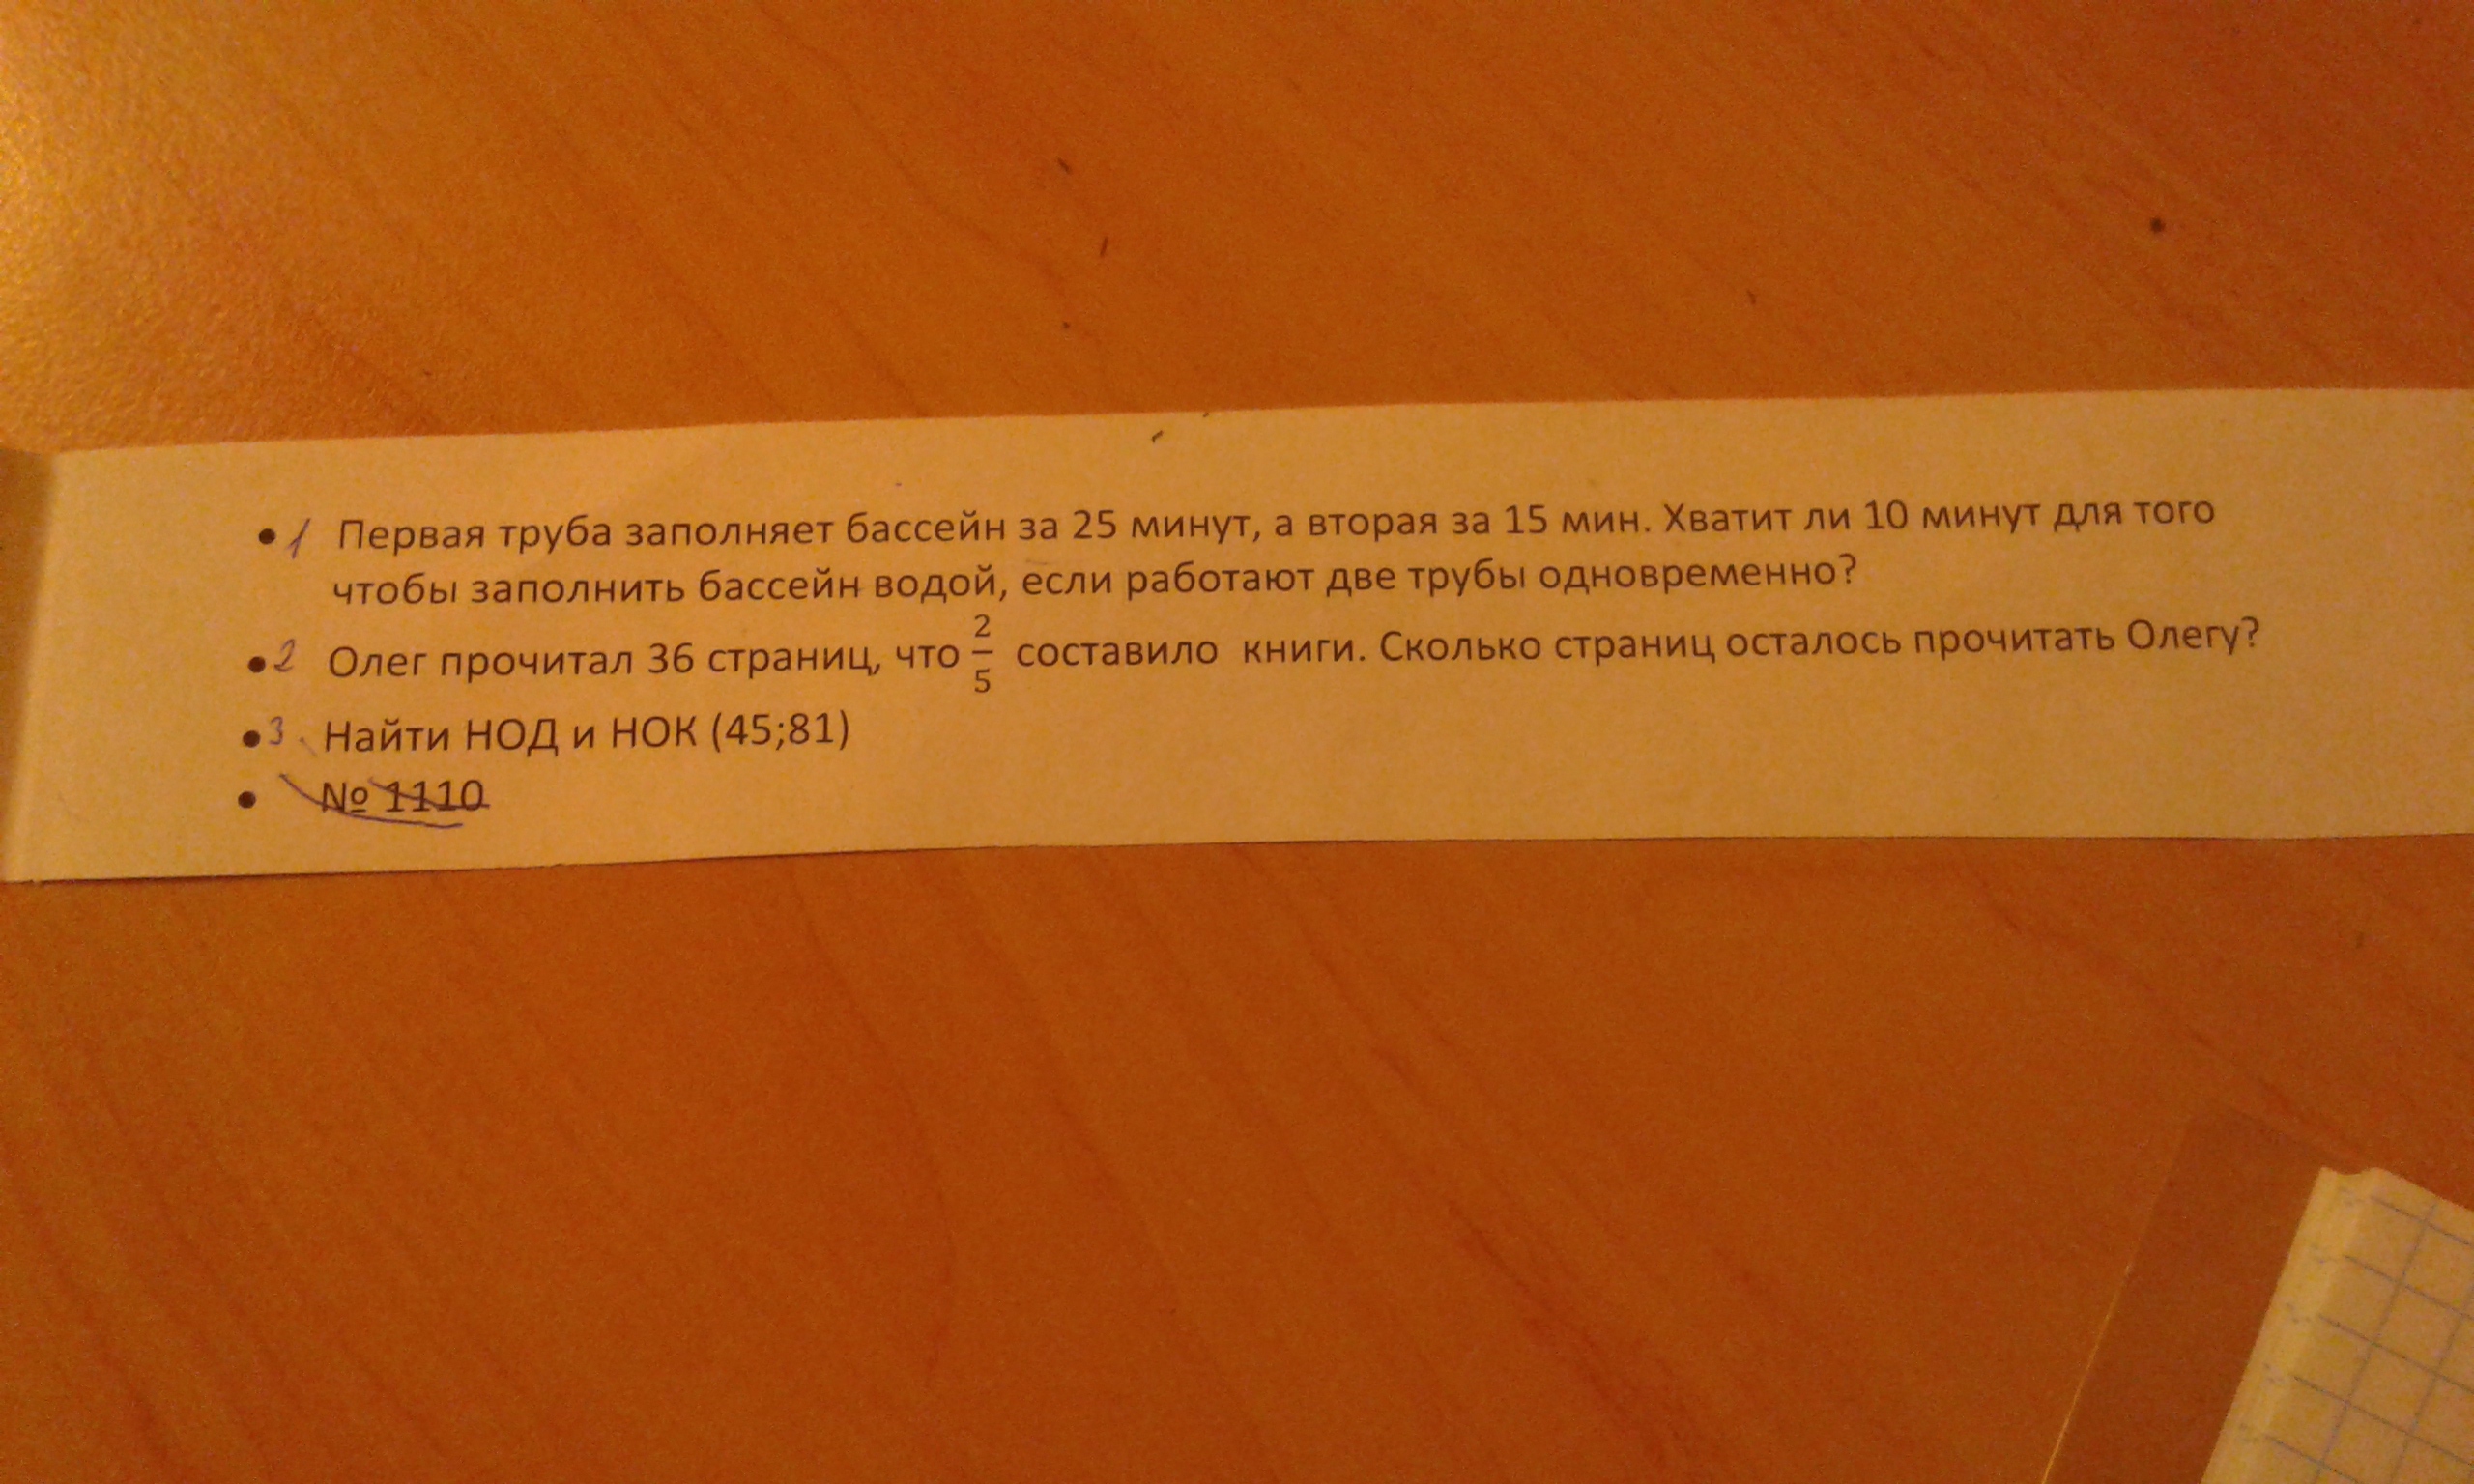 • 1 Первая труба заполняет бассейн за 25 минут, а вторая за 15 мин. Хватит ли 10 минут для того
чтобы заполнить бассейн водой, если работают две трубы одновременно?
• 2 Олег прочитал 36 страниц, что 2/5 составило книги. Сколько страниц осталось прочитать Олегу?
• 3. Найти НОД и НОК (45;81)
• № 1110